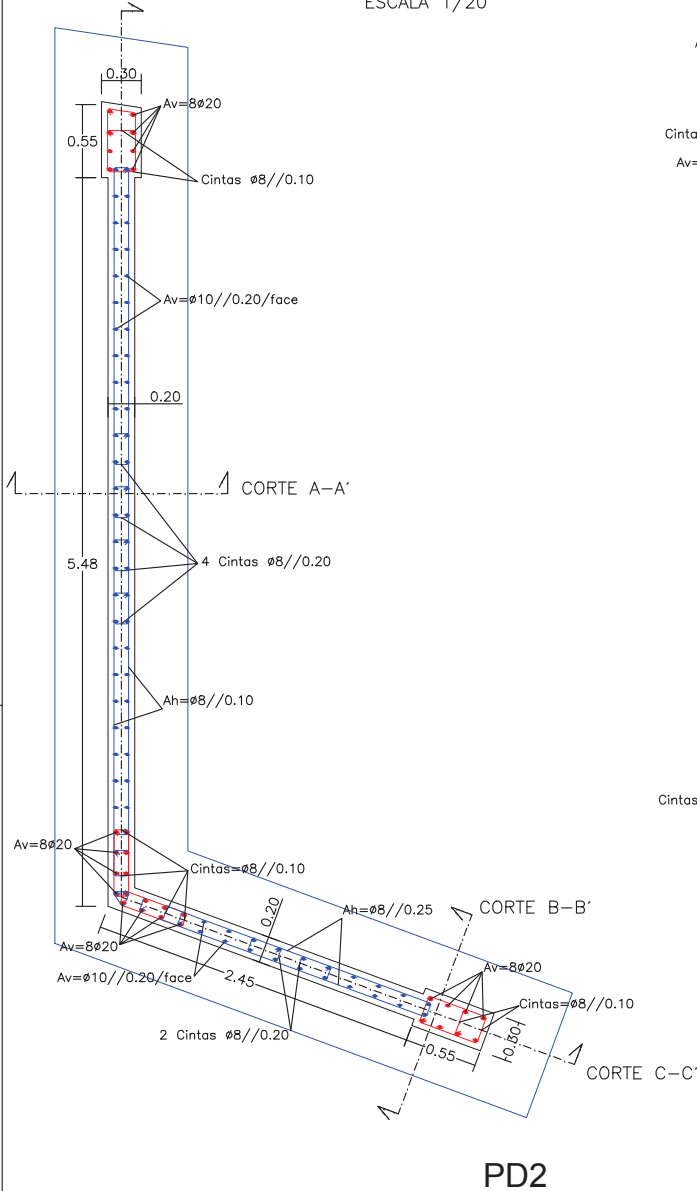 ESCALA 1/20
0.30
Av=8ø20
0.55
Cintas ø8//0.10
Cinta
Av=
Av=ø10//0.20/face
0.20
CORTE A-A'
5.48
4 Cintas ø8//0.20
Ah=ø8//0.10
Cintas
Av=8ø20
Cintas=ø8//0.10
0.20
Ah=ø8//0.25
CORTE B-B'
Av=8ø20
Av=ø10//0.20/face
2.45
Av=8ø20
Cintas=ø8//0.10
2 Cintas ø8//0.20
0.55
0.30
CORTE C-C'
PD2